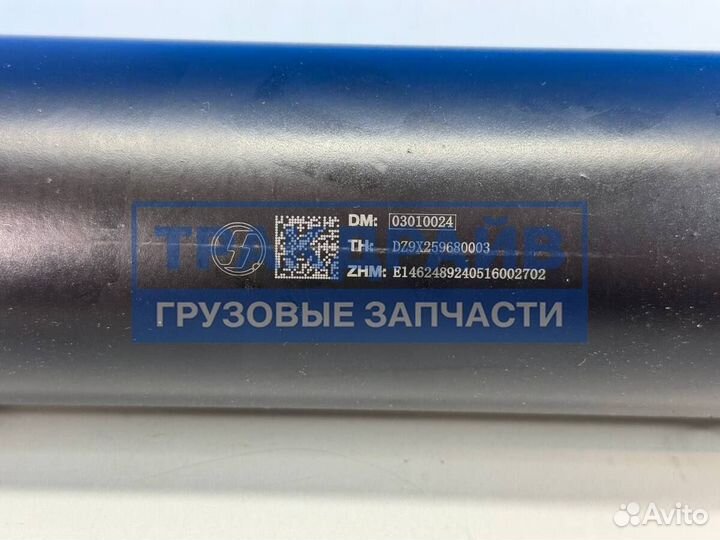 DM: 03010024
TH: DZ9X259680003
ZHM: E1462489240516002702
ГРУЗОВЫЕ ЗАПЧАСТИ
Avito